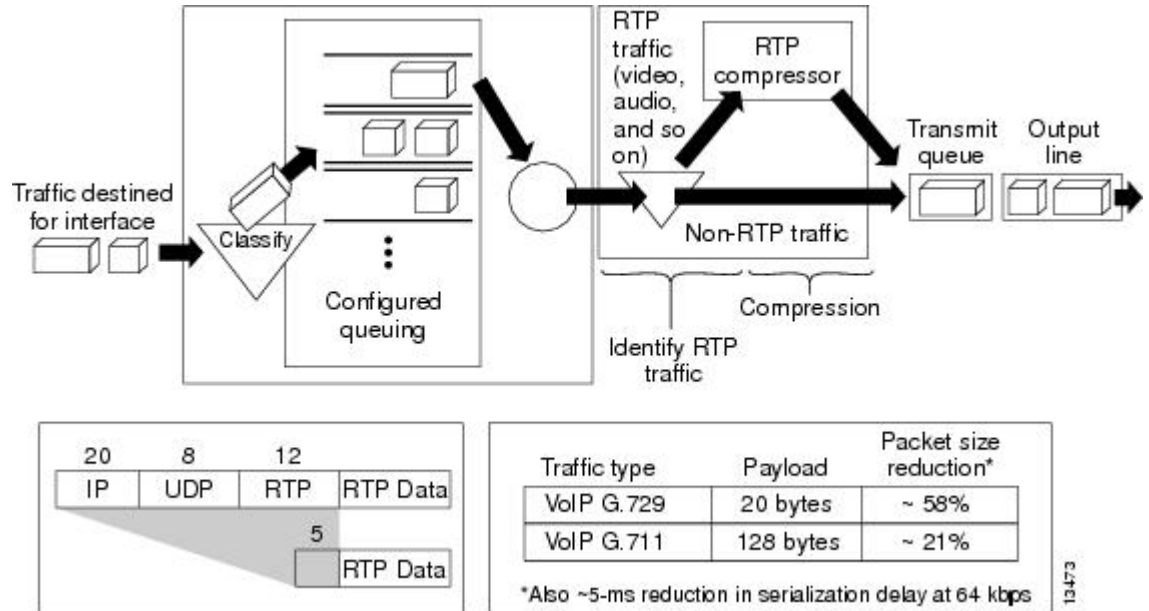 Traffic destined
for interface
Classify
Configured
queuing
RTP
traffic
(video,
audio,
and so
on)
RTP
compressor
Non-RTP traffic
Transmit
queue
Output
line
Identify RTP
traffic
Compression
20 8 12
IP UDP RTP RTP Data
5
RTP Data
Traffic type Payload Packet size
reduction*
VoIP G.729 20 bytes ~ 58%
VoIP G.711 128 bytes ~ 21%
*Also ~5-ms reduction in serialization delay at 64 kbps
13473